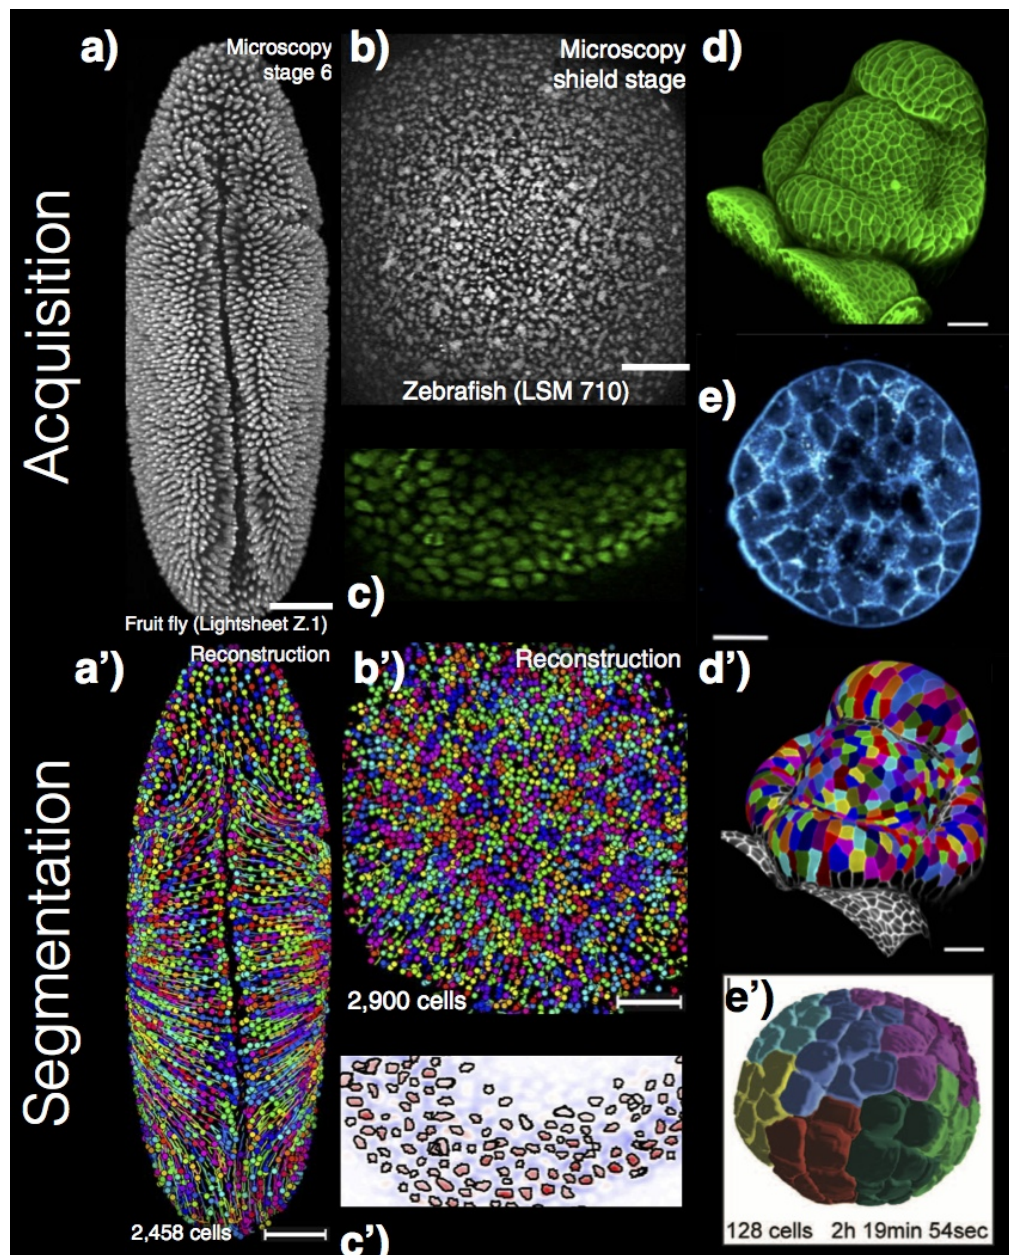 Acquisition
a)
Microscopy
stage 6
Fruit fly (Lightsheet Z.1)
b)
Microscopy
shield stage
Zebrafish (LSM 710)
c)
d)
e)
Segmentation
a')
Reconstruction
2,458 cells
b')
Reconstruction
2,900 cells
c')
d')
e')
128 cells 2h 19min 54sec